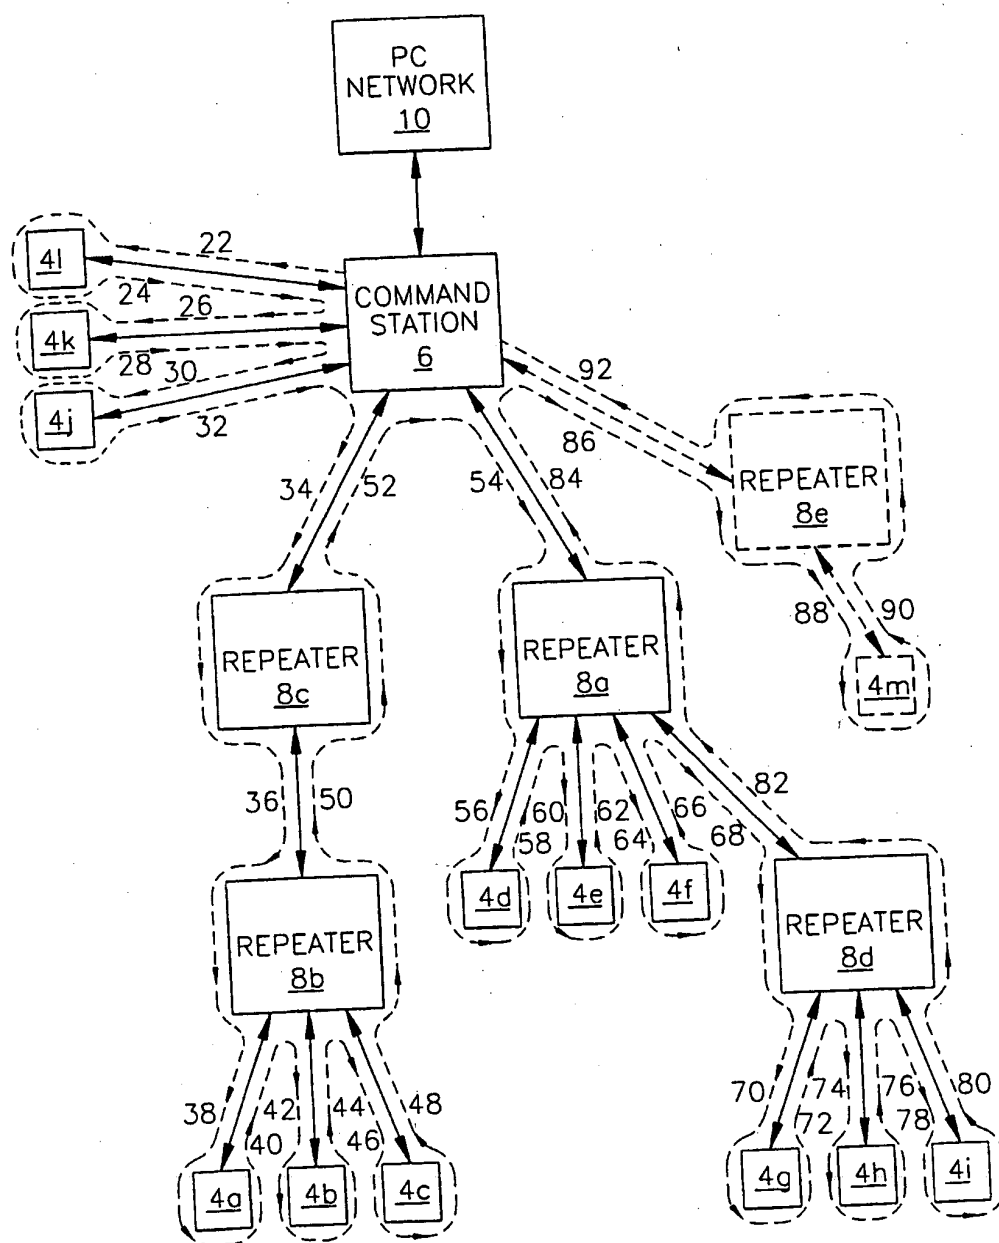 PC
NETWORK
10
4l
22
24
26
4k
28
30
4j
32
COMMAND
STATION
6
92
86
34
52
54
84
REPEATER
8e
88
90
4m
REPEATER
8c
REPEATER
8a
36
50
56
60
58
62
64
66
68
82
4d
4e
4f
REPEATER
8b
REPEATER
8d
38
42
40
44
46
48
70
74
72
76
78
80
4a
4b
4c
4g
4h
4i